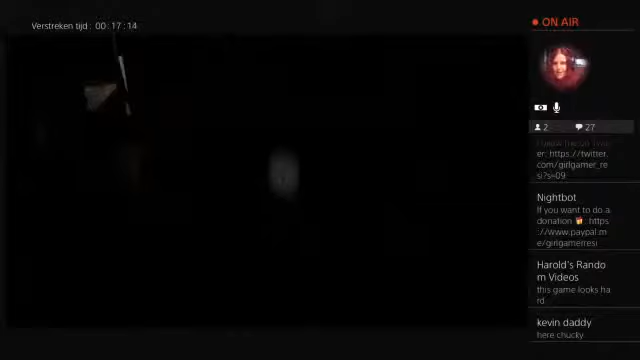 Verstreken tijd : 00:17:14
ON AIR
2
27
er: https://twitter.
com/girlgamer_re
si?s=09
Nightbot
If you want to do a
donation 🎁: https
://www.paypal.m
e/girlgamerresi
Harold's Rando
m Videos
this game looks ha
rd
kevin daddy
here chucky